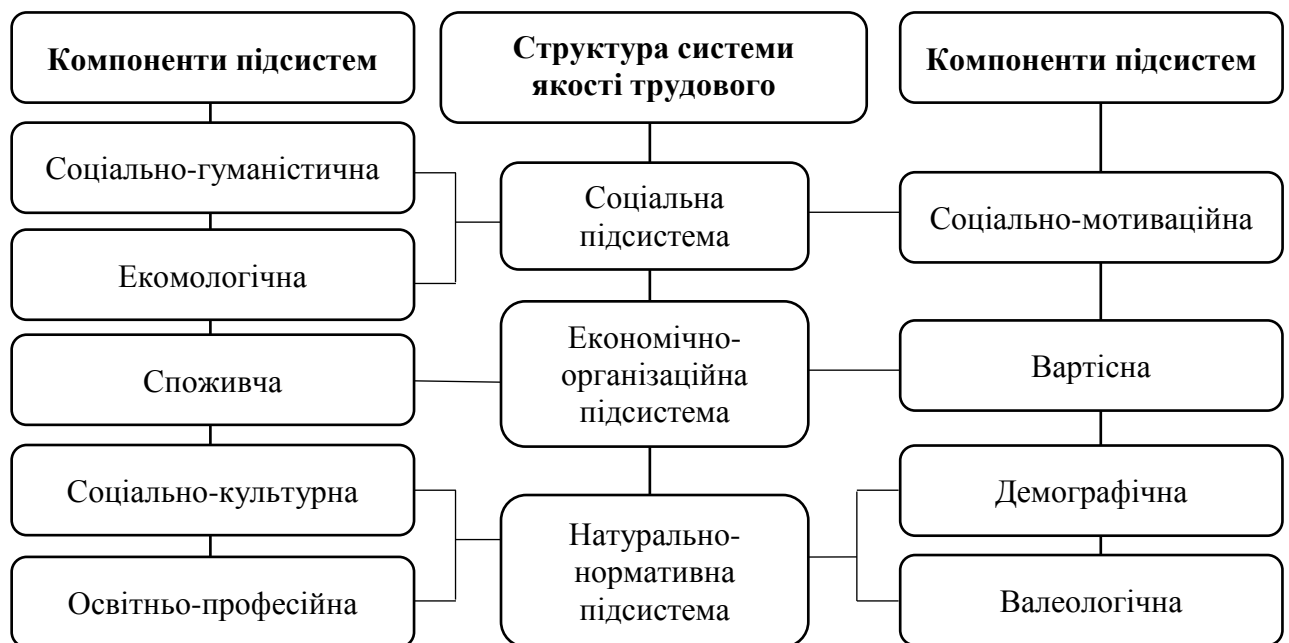 Компоненти підсистем
Структура системи
якості трудового
Компоненти підсистем
Соціально-гуманістична
Соціальна
підсистема
Соціально-мотиваційна
Екомологічна
Споживча
Економічно-
організаційна
підсистема
Вартісна
Соціально-культурна
Натурально-
нормативна
підсистема
Демографічна
Освітньо-професійна
Валеологічна